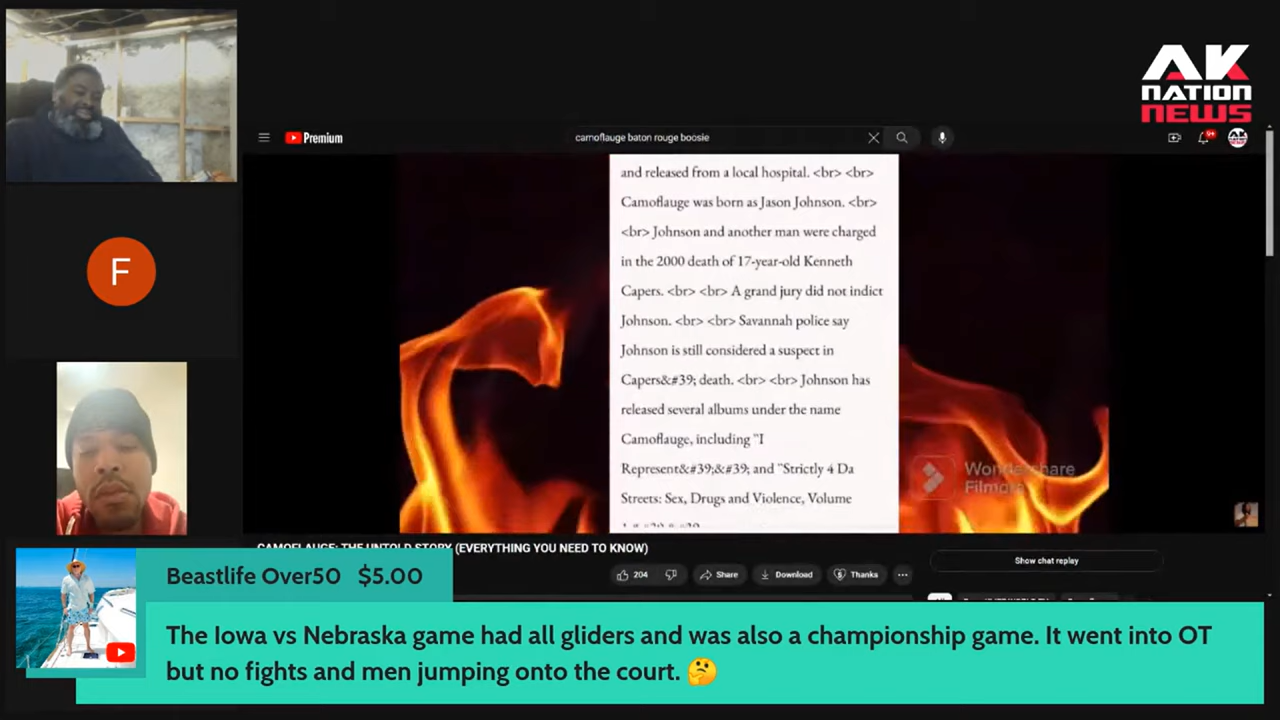 AK
NATION
NEWS
Premium
camoflauge baton rouge boosie
9+
and released from a local hospital. <br> <br>
Camoflauge was born as Jason Johnson. <br>
<br> Johnson and another man were charged
in the 2000 death of 17-year-old Kenneth
Capers. <br> <br> A grand jury did not indict
Johnson. <br> <br> Savannah police say
Johnson is still considered a suspect in
Capers&#39; death. <br> <br> Johnson has
released several albums under the name
Camoflauge, including "I
Represent&#39;&#39; and "Strictly 4 Da
Streets: Sex, Drugs and Violence, Volume
Wondershare
Filmora
F
CAMOFLAUGE: THE UNTOLD STORY (EVERYTHING YOU NEED TO KNOW)
204
Share
Download
Thanks
Show chat replay
Beastlife Over50 $5.00
The Iowa vs Nebraska game had all gliders and was also a championship game. It went into OT
but no fights and men jumping onto the court. 🤔